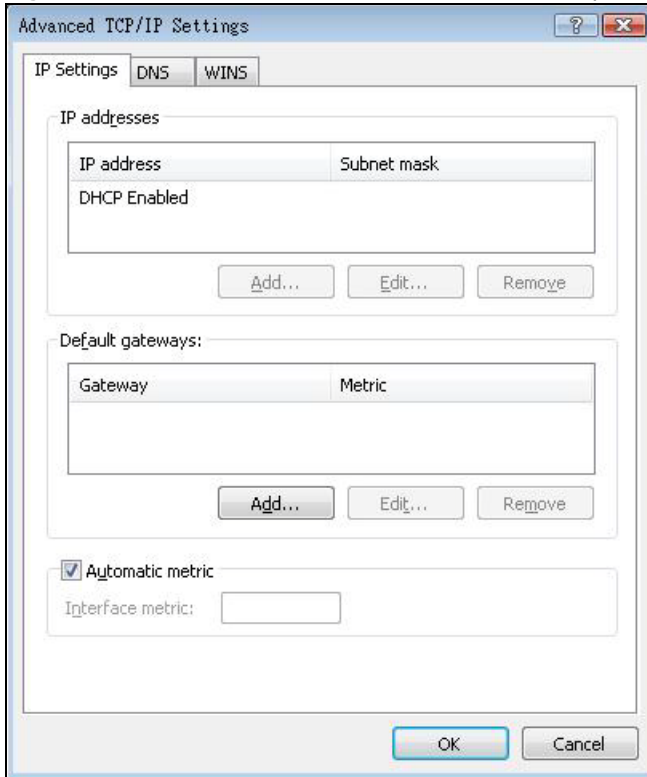 Advanced TCP/IP Settings
IP Settings DNS WINS
IP addresses
IP address Subnet mask
DHCP Enabled
Add... Edit... Remove
Default gateways:
Gateway Metric
Add... Edit... Remove
Automatic metric
Interface metric:
OK Cancel